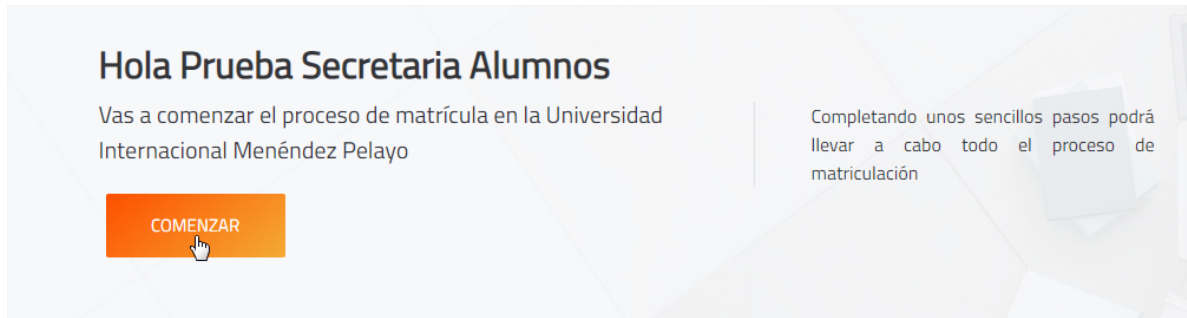 Hola Prueba Secretaria Alumnos
Vas a comenzar el proceso de matrícula en la Universidad
Internacional Menéndez Pelayo
COMENZAR
Completando unos sencillos pasos podrá
llevar a cabo todo el proceso de
matriculación